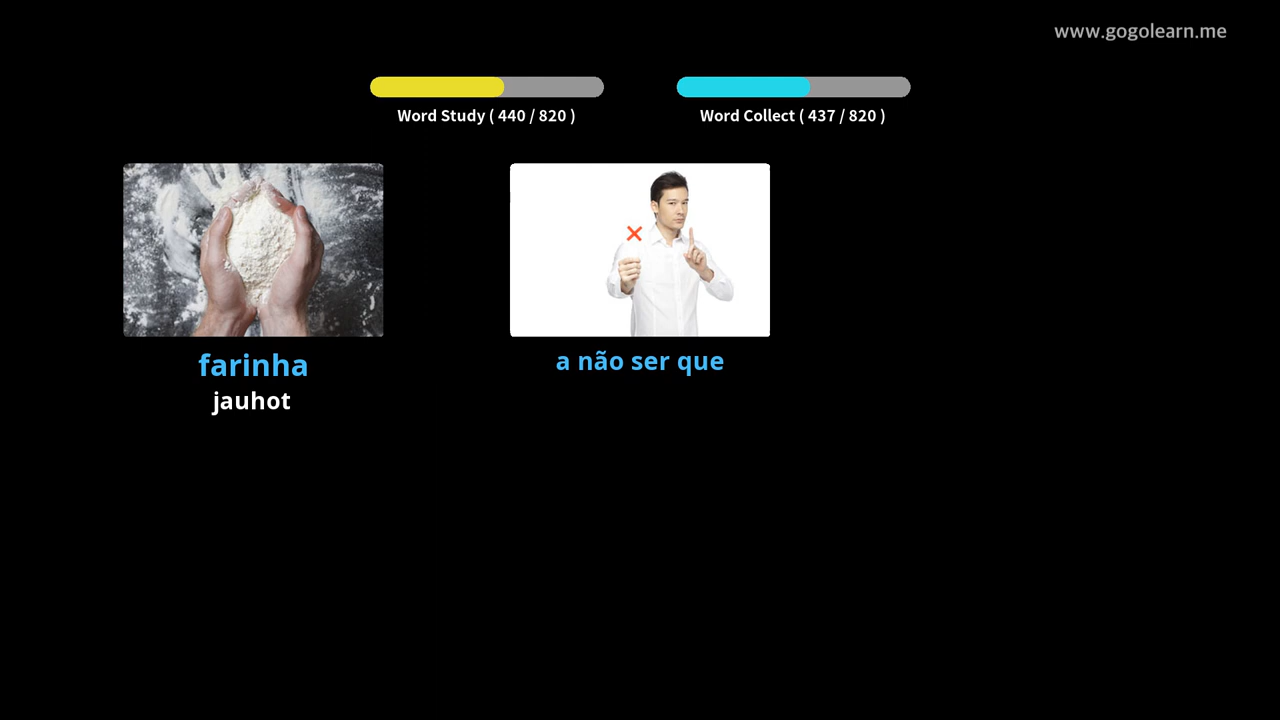 www.gogolearn.me
Word Study ( 440 / 820 )
Word Collect ( 437 / 820 )
farinha
jauhot
a não ser que